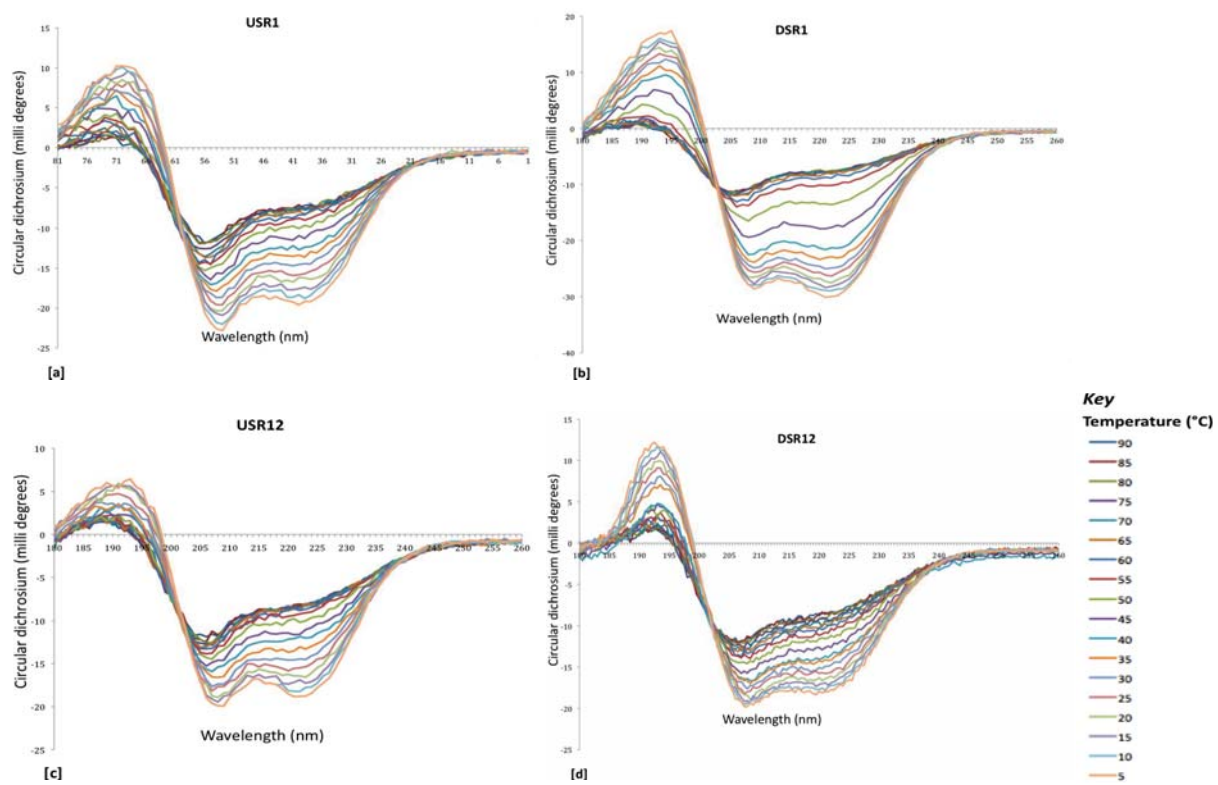 USR1
Circular dichrosium (milli degrees)
15
10
5
0
-5
-10
-15
-20
-25
81 76 71 66 61 56 51 46 41 36 31 26 21 16 11 6 1
Wavelength (nm)
[a]
DSR1
Circular dichrosium (milli degrees)
20
10
0
-10
-20
-30
-40
180 185 190 195 200 205 210 215 220 225 230 235 240 245 250 255 260
Wavelength (nm)
[b]
USR12
Circular dichrosium (milli degrees)
10
5
0
-5
-10
-15
-20
-25
180 185 190 195 200 205 210 215 220 225 230 235 240 245 250 255 260
Wavelength (nm)
[c]
DSR12
Circular dichrosium (milli degrees)
15
10
5
0
-5
-10
-15
-20
-25
180 185 190 195 200 205 210 215 220 225 230 235 240 245 250 255 260
Wavelength (nm)
[d]
Key
Temperature (°C)
90
85
80
75
70
65
60
55
50
45
40
35
30
25
20
15
10
5